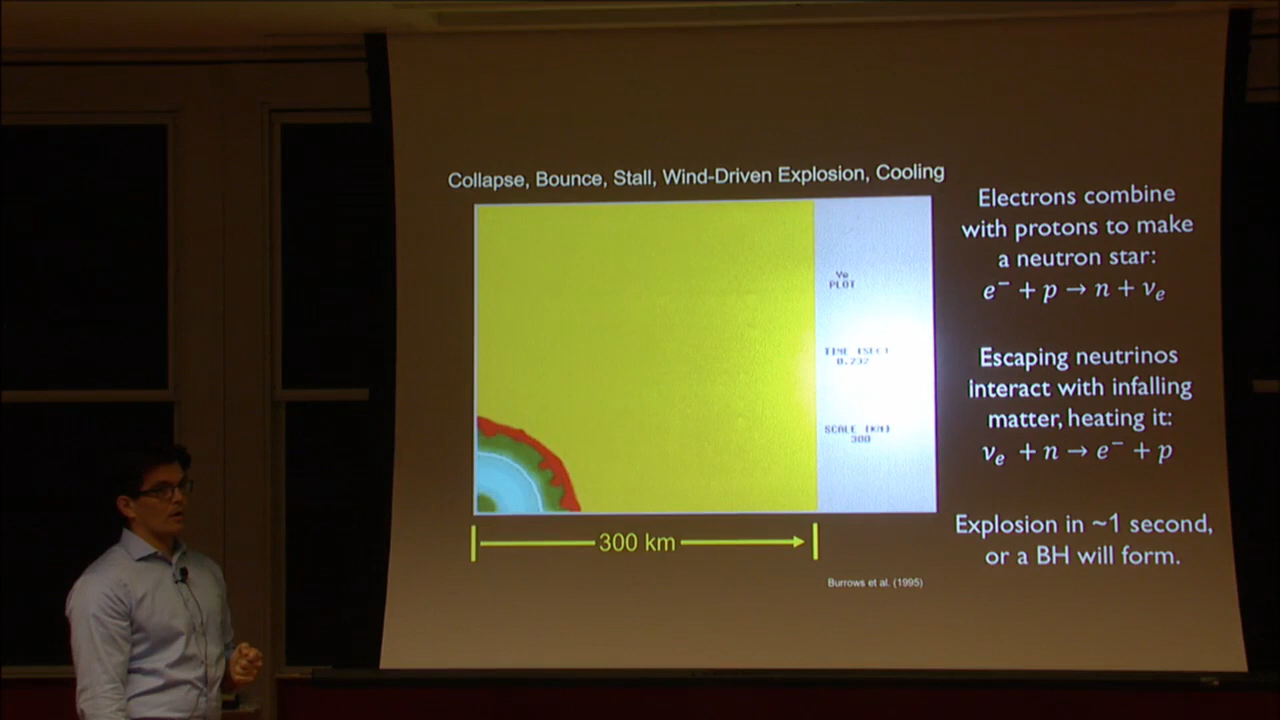 Collapse, Bounce, Stall, Wind-Driven Explosion, Cooling
Ye
PLOT
TIME (SEC)
0.232
SCALE (KM)
300
300 km
Burrows et al. (1995)
Electrons combine
with protons to make
a neutron star:
e⁻ + p → n + νₑ
Escaping neutrinos
interact with infalling
matter, heating it:
νₑ + n → e⁻ + p
Explosion in ~1 second,
or a BH will form.